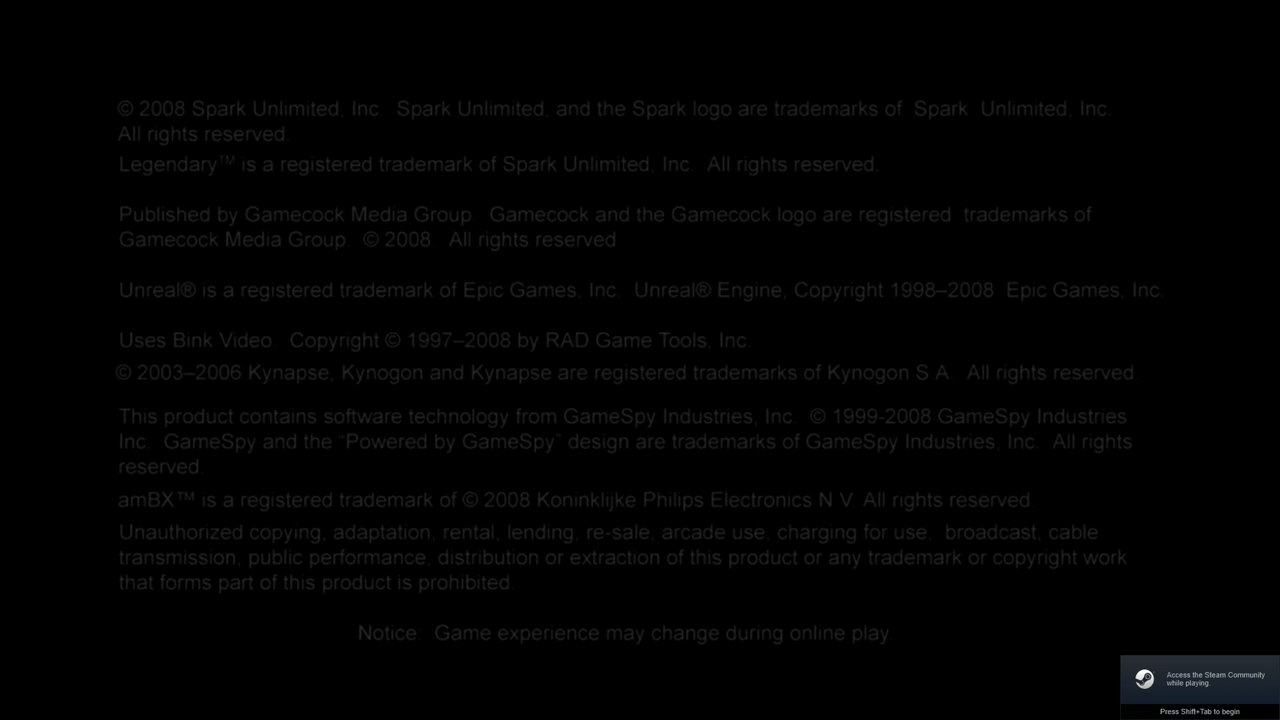 © 2008 Spark Unlimited, Inc. Spark Unlimited, and the Spark logo are trademarks of Spark Unlimited, Inc.
All rights reserved.
Legendary™ is a registered trademark of Spark Unlimited, Inc. All rights reserved.
Published by Gamecock Media Group. Gamecock and the Gamecock logo are registered trademarks of
Gamecock Media Group. © 2008 All rights reserved
Unreal® is a registered trademark of Epic Games, Inc. Unreal® Engine, Copyright 1998–2008 Epic Games, Inc.
Uses Bink Video. Copyright © 1997–2008 by RAD Game Tools, Inc.
© 2003–2006 Kynapse, Kynogon and Kynapse are registered trademarks of Kynogon S.A. All rights reserved
This product contains software technology from GameSpy Industries, Inc. © 1999-2008 GameSpy Industries
Inc. GameSpy and the “Powered by GameSpy” design are trademarks of GameSpy Industries, Inc. All rights
reserved.
amBX™ is a registered trademark of © 2008 Koninklijke Philips Electronics N.V. All rights reserved
Unauthorized copying, adaptation, rental, lending, re-sale, arcade use, charging for use, broadcast, cable
transmission, public performance, distribution or extraction of this product or any trademark or copyright work
that forms part of this product is prohibited.
Notice: Game experience may change during online play.
Access the Steam Community
while playing.
Press Shift+Tab to begin